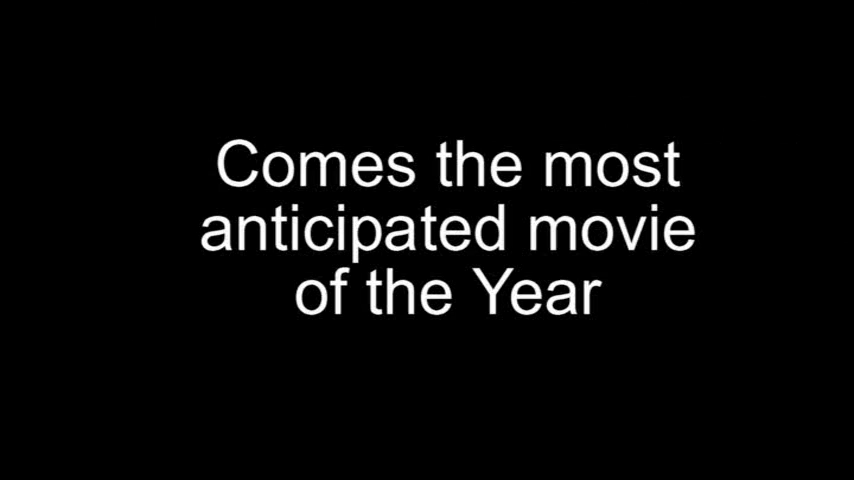 Comes the most
anticipated movie
of the Year